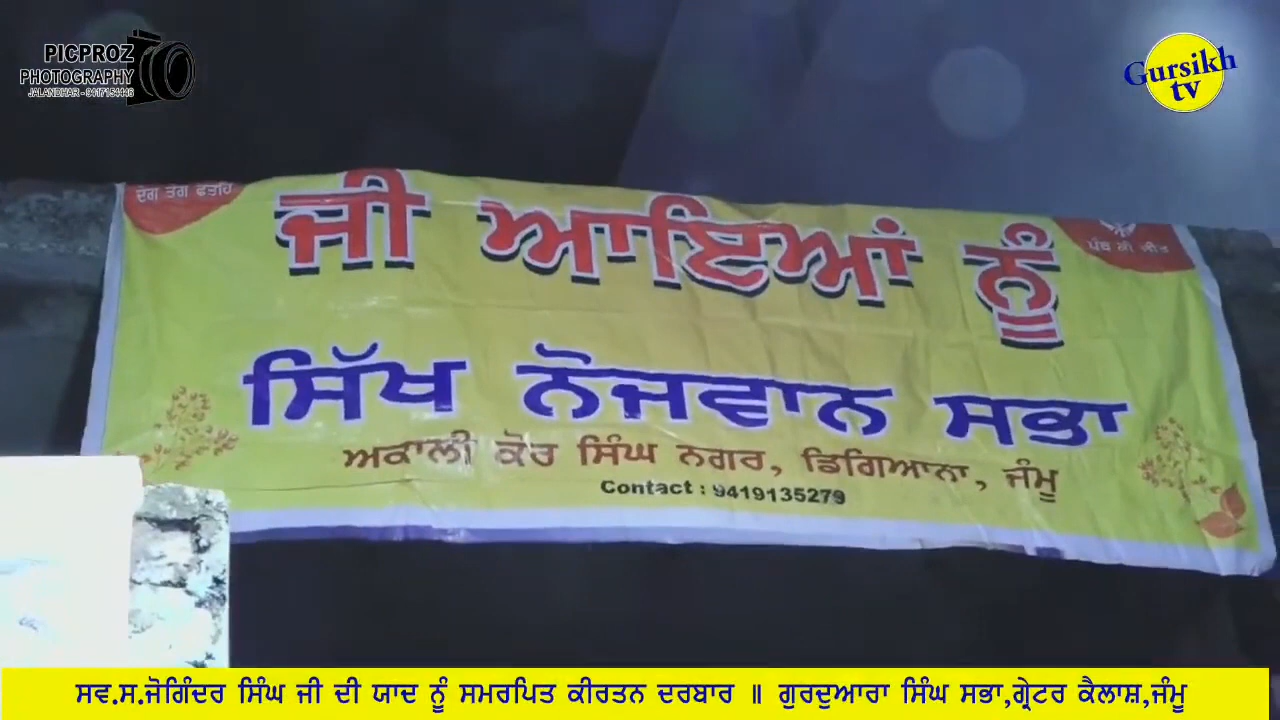 PICPROZ
PHOTOGRAPHY
JALANDHAR - 9417154446
Gursikh
tv
ਦੇਗ ਤੇਗ ਫਤਹਿ
ਪੰਥ ਕੀ ਜੀਤ
ਜੀ ਆਇਆਂ ਨੂੰ
ਸਿੱਖ ਨੋਜਵਾਨ ਸਭਾ
ਅਕਾਲੀ ਕੋਰ ਸਿੰਘ ਨਗਰ, ਡਿਗਿਆਨਾ, ਜੰਮੂ
Contact : 9419135279
ਸਵ.ਸ.ਜੋਗਿੰਦਰ ਸਿੰਘ ਜੀ ਦੀ ਯਾਦ ਨੂੰ ਸਮਰਪਿਤ ਕੀਰਤਨ ਦਰਬਾਰ ॥ ਗੁਰਦੁਆਰਾ ਸਿੰਘ ਸਭਾ,ਗ੍ਰੇਟਰ ਕੈਲਾਸ਼,ਜੰਮੂ